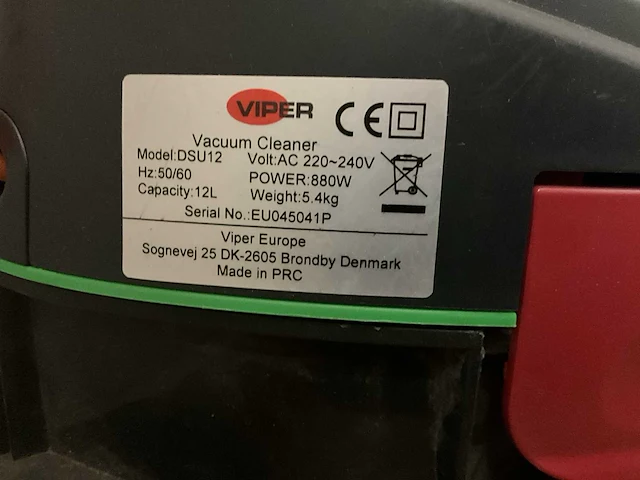 VIPER
Vacuum Cleaner
Model:DSU12 Volt:AC 220~240V
Hz:50/60 POWER:880W
Capacity:12L Weight:5.4kg
Serial No.:EU045041P
Viper Europe
Sognevej 25 DK-2605 Brondby Denmark
Made in PRC